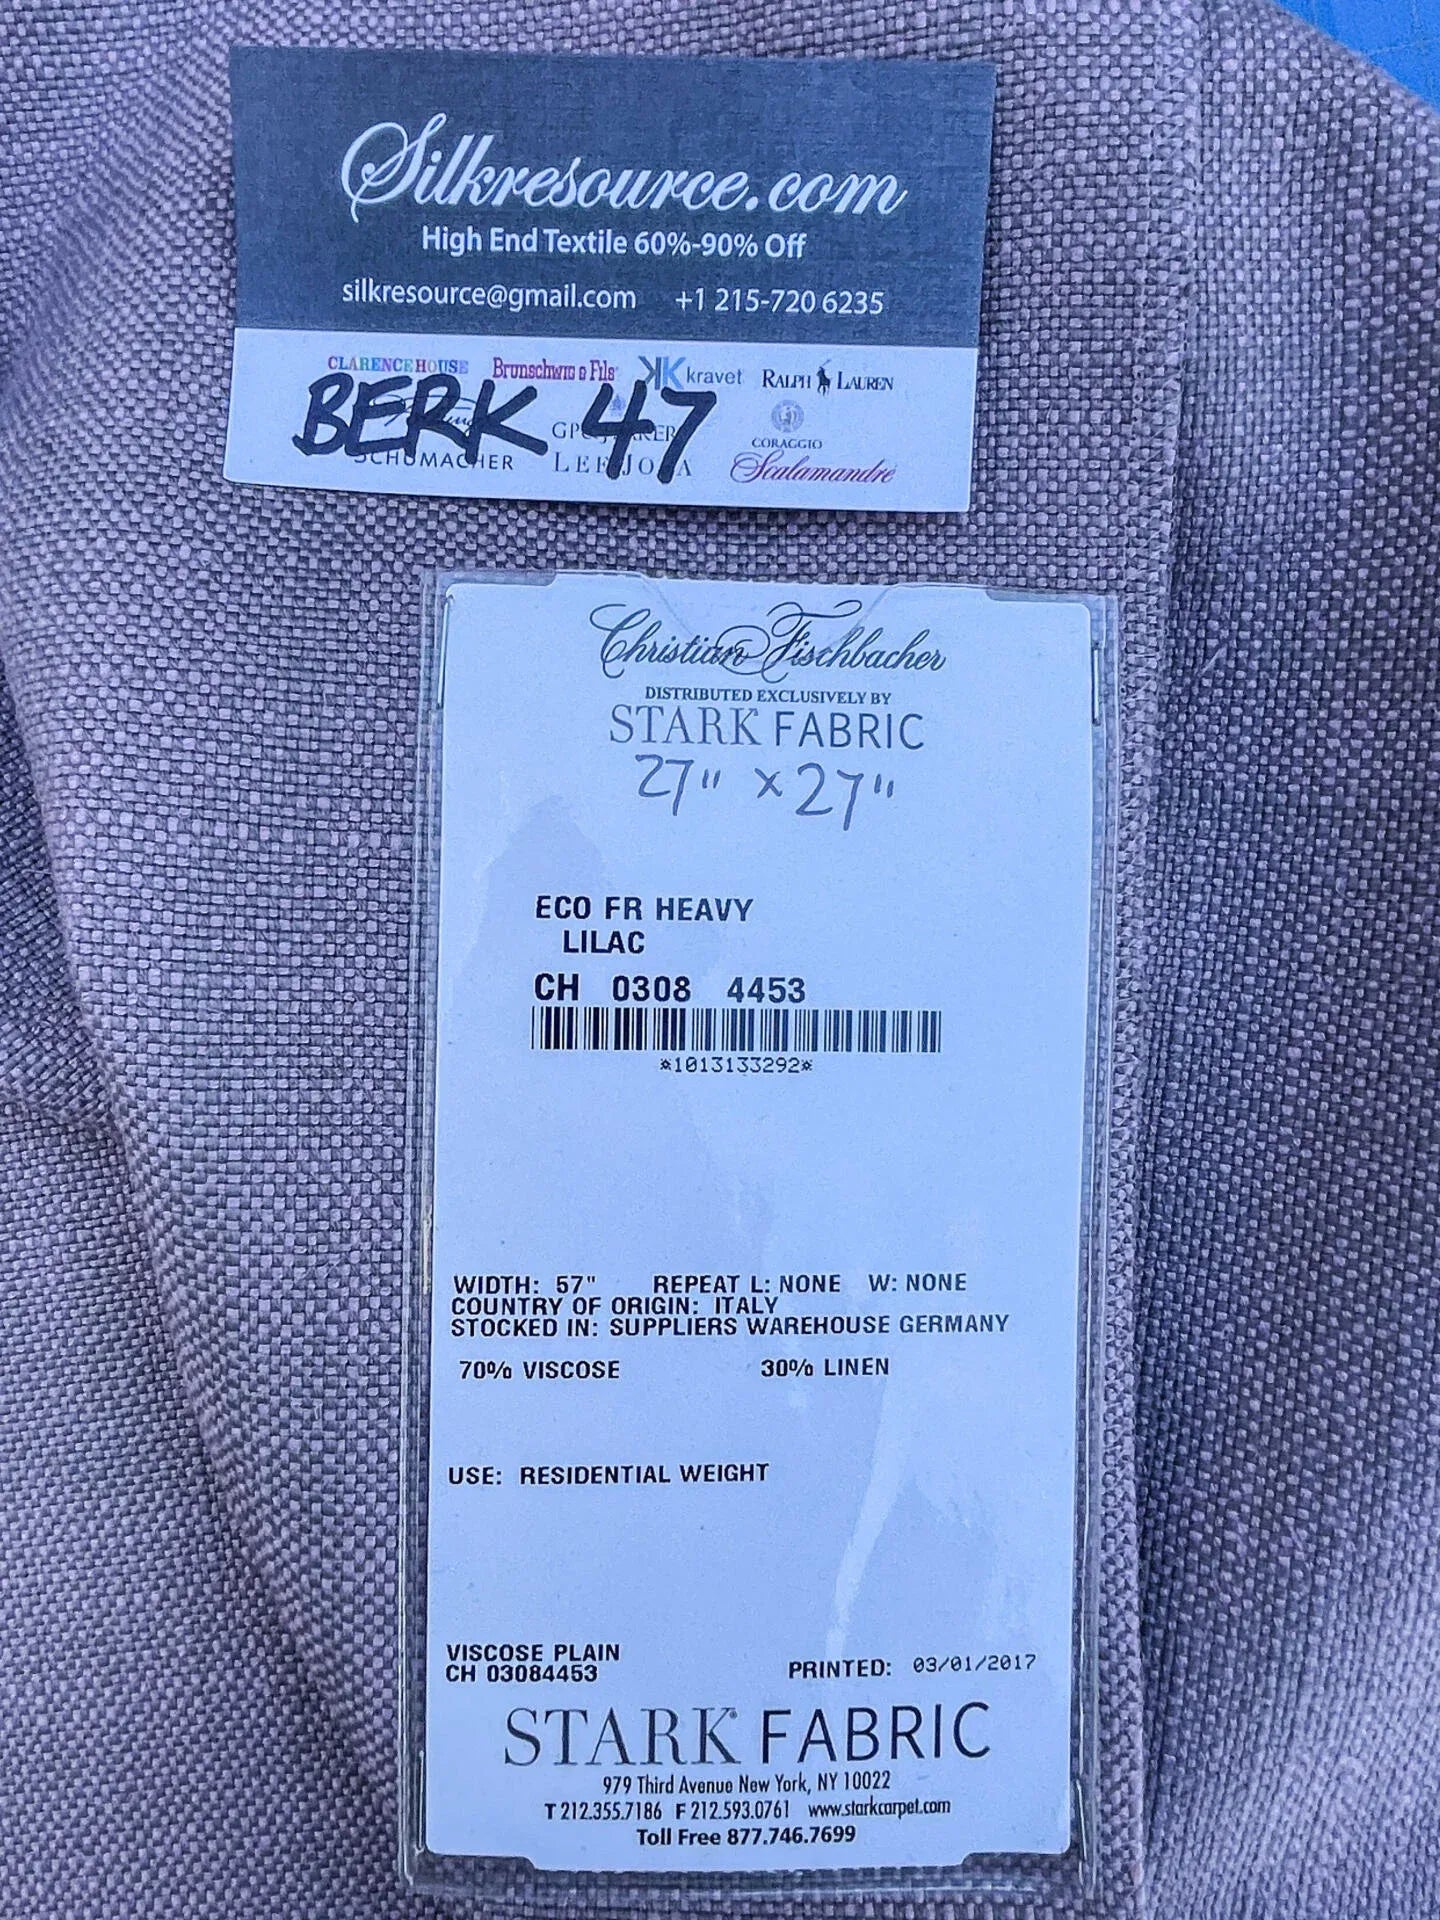 Silkresource.com
High End Textile 60%-90% Off
silkresource@gmail.com +1 215-720 6235
CLARENCE HOUSE Brunschwig & Fils kravet RALPH LAUREN
BERK 47
CORAGGIO
SCHUMACHER LEE JOFA Scalamandré
Christian Fischbacher
DISTRIBUTED EXCLUSIVELY BY
STARK FABRIC
27" x 27"
ECO FR HEAVY
LILAC
CH 0308 4453
*1013133292*
WIDTH: 57" REPEAT L: NONE W: NONE
COUNTRY OF ORIGIN: ITALY
STOCKED IN: SUPPLIERS WAREHOUSE GERMANY
70% VISCOSE 30% LINEN
USE: RESIDENTIAL WEIGHT
VISCOSE PLAIN
CH 03084453 PRINTED: 03/01/2017
STARK® FABRIC
979 Third Avenue New York, NY 10022
T 212.355.7186 F 212.593.0761 www.starkcarpet.com
Toll Free 877.746.7699